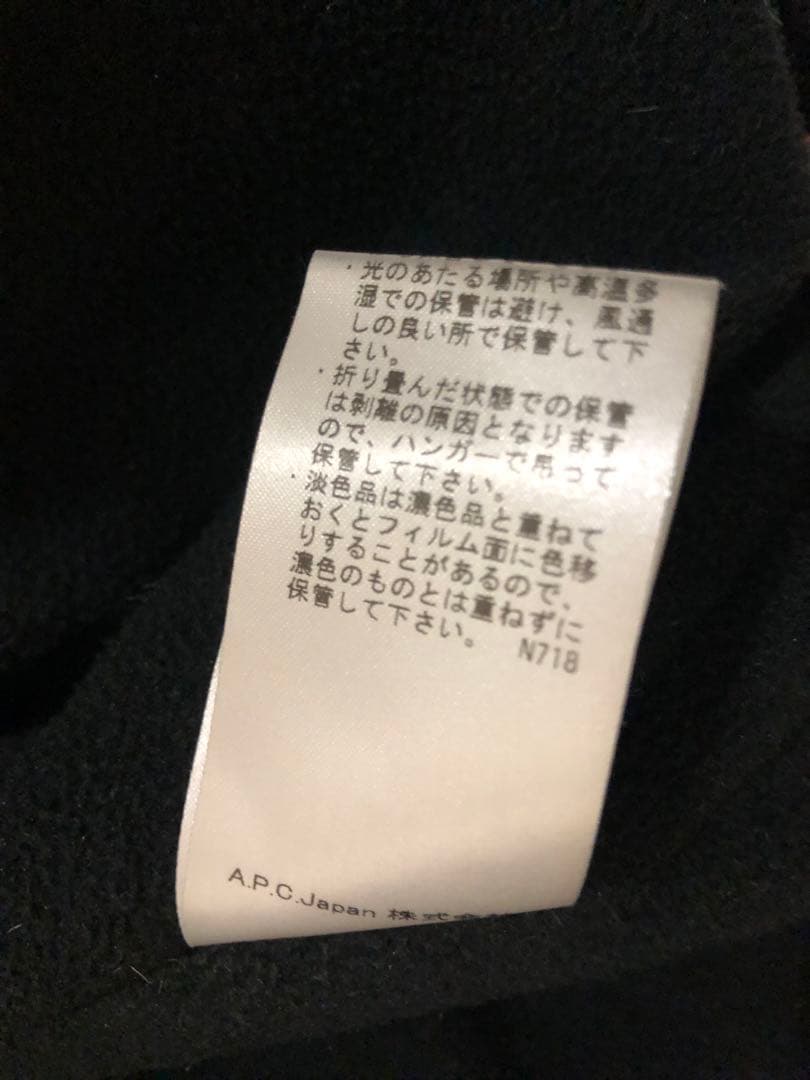 ・光のあたる場所や高温多
湿での保管は避け、風通
しの良い所で保管して下
さい。
・折り畳んだ状態での保管
は剥離の原因となります
ので、ハンガーで吊って
保管して下さい。
・淡色品は濃色品と重ねて
おくとフィルム面に色移
りすることがあるので、
濃色のものとは重ねずに
保管して下さい。 N718
A.P.C.Japan 株式会